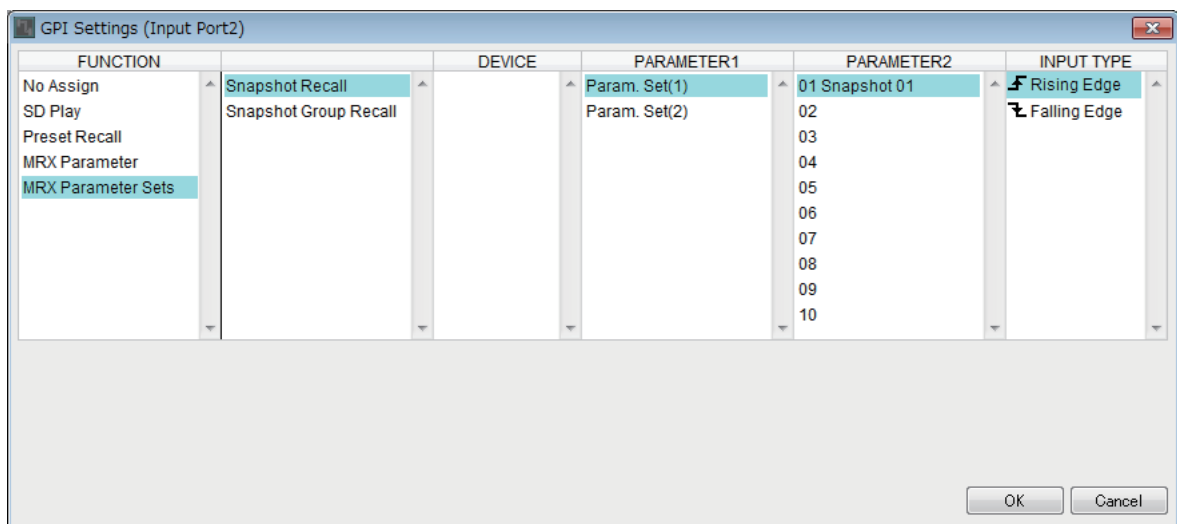 GPI Settings (Input Port2)
FUNCTION DEVICE PARAMETER1 PARAMETER2 INPUT TYPE
No Assign Snapshot Recall Param. Set(1) 01 Snapshot 01 Rising Edge
SD Play Snapshot Group Recall Param. Set(2) 02 Falling Edge
Preset Recall 03
MRX Parameter 04
MRX Parameter Sets 05
06
07
08
09
10
OK Cancel